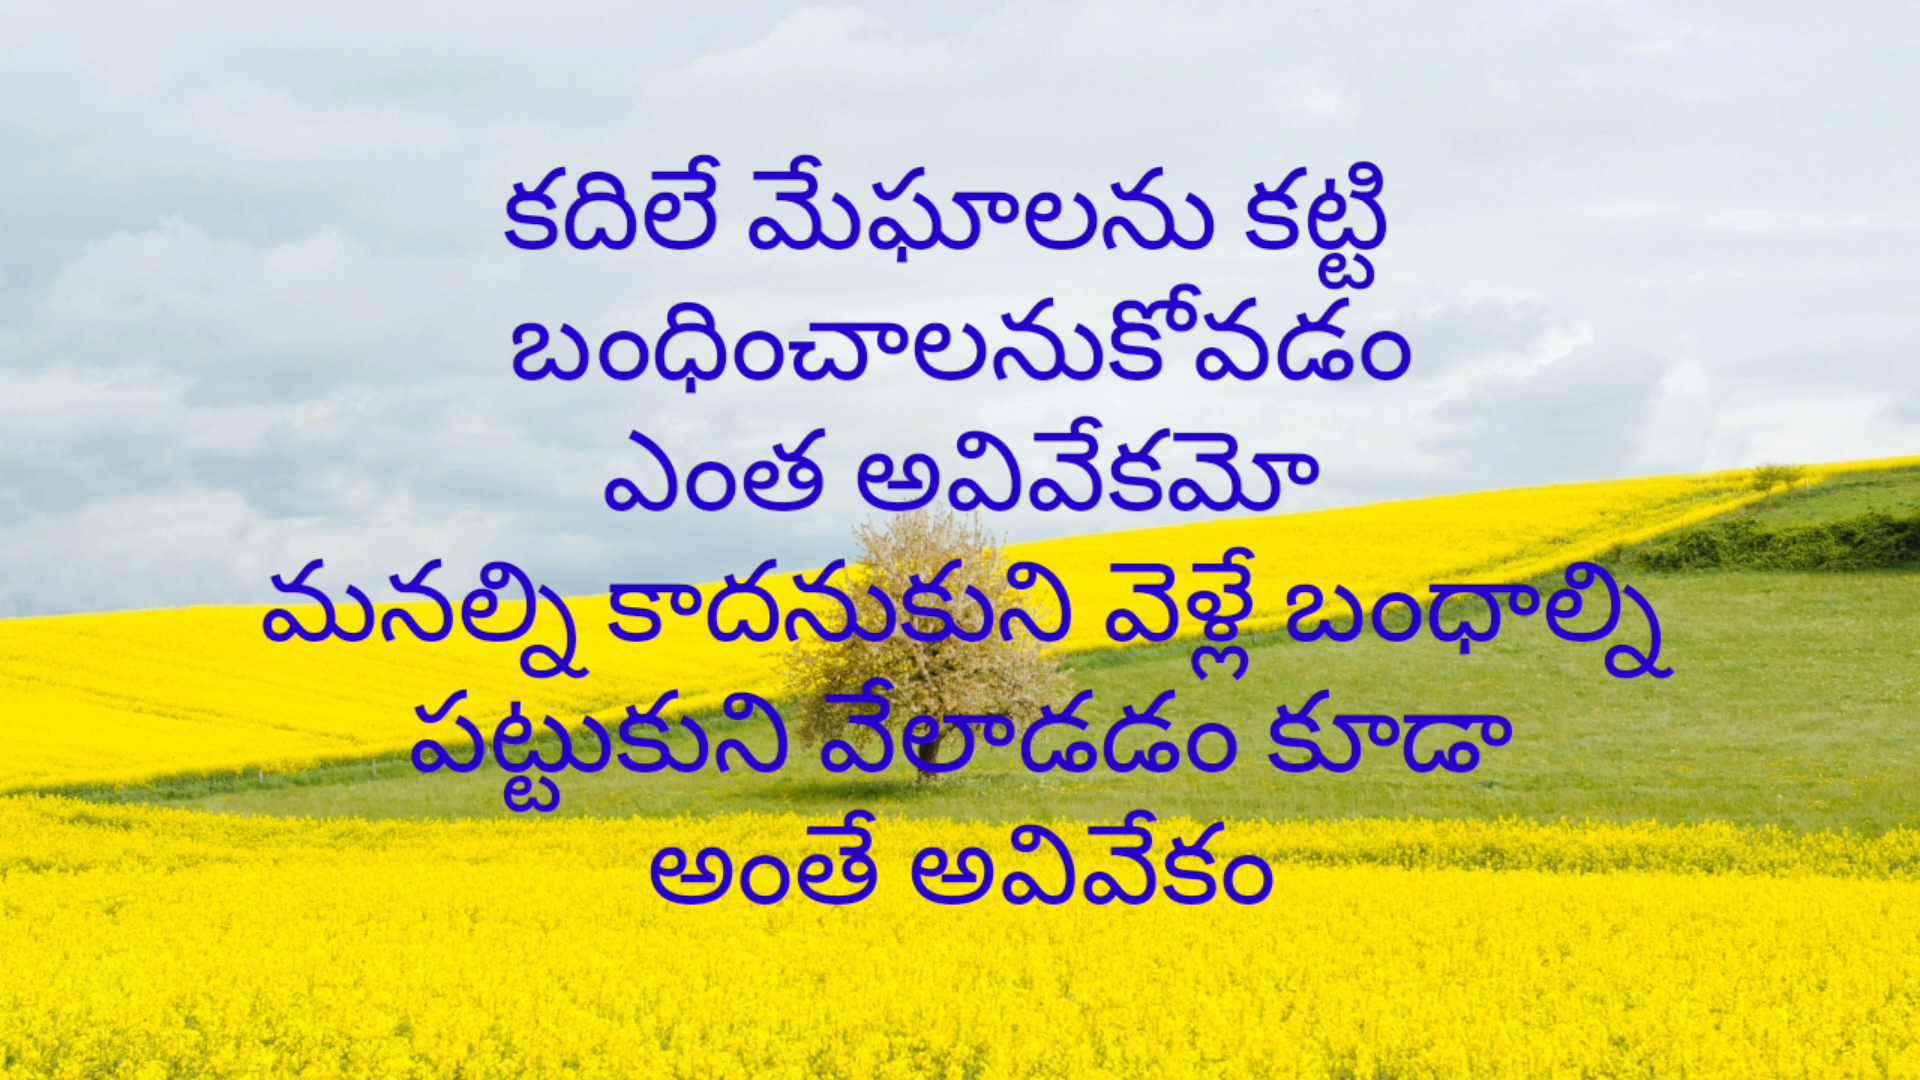 కదిలే మేఘాలను కట్టి
బంధించాలనుకోవడం
ఎంత అవివేకమో
మనల్ని కాదనుకుని వెళ్లే బంధాల్ని
పట్టుకుని వేలాడడం కూడా
అంతే అవివేకం